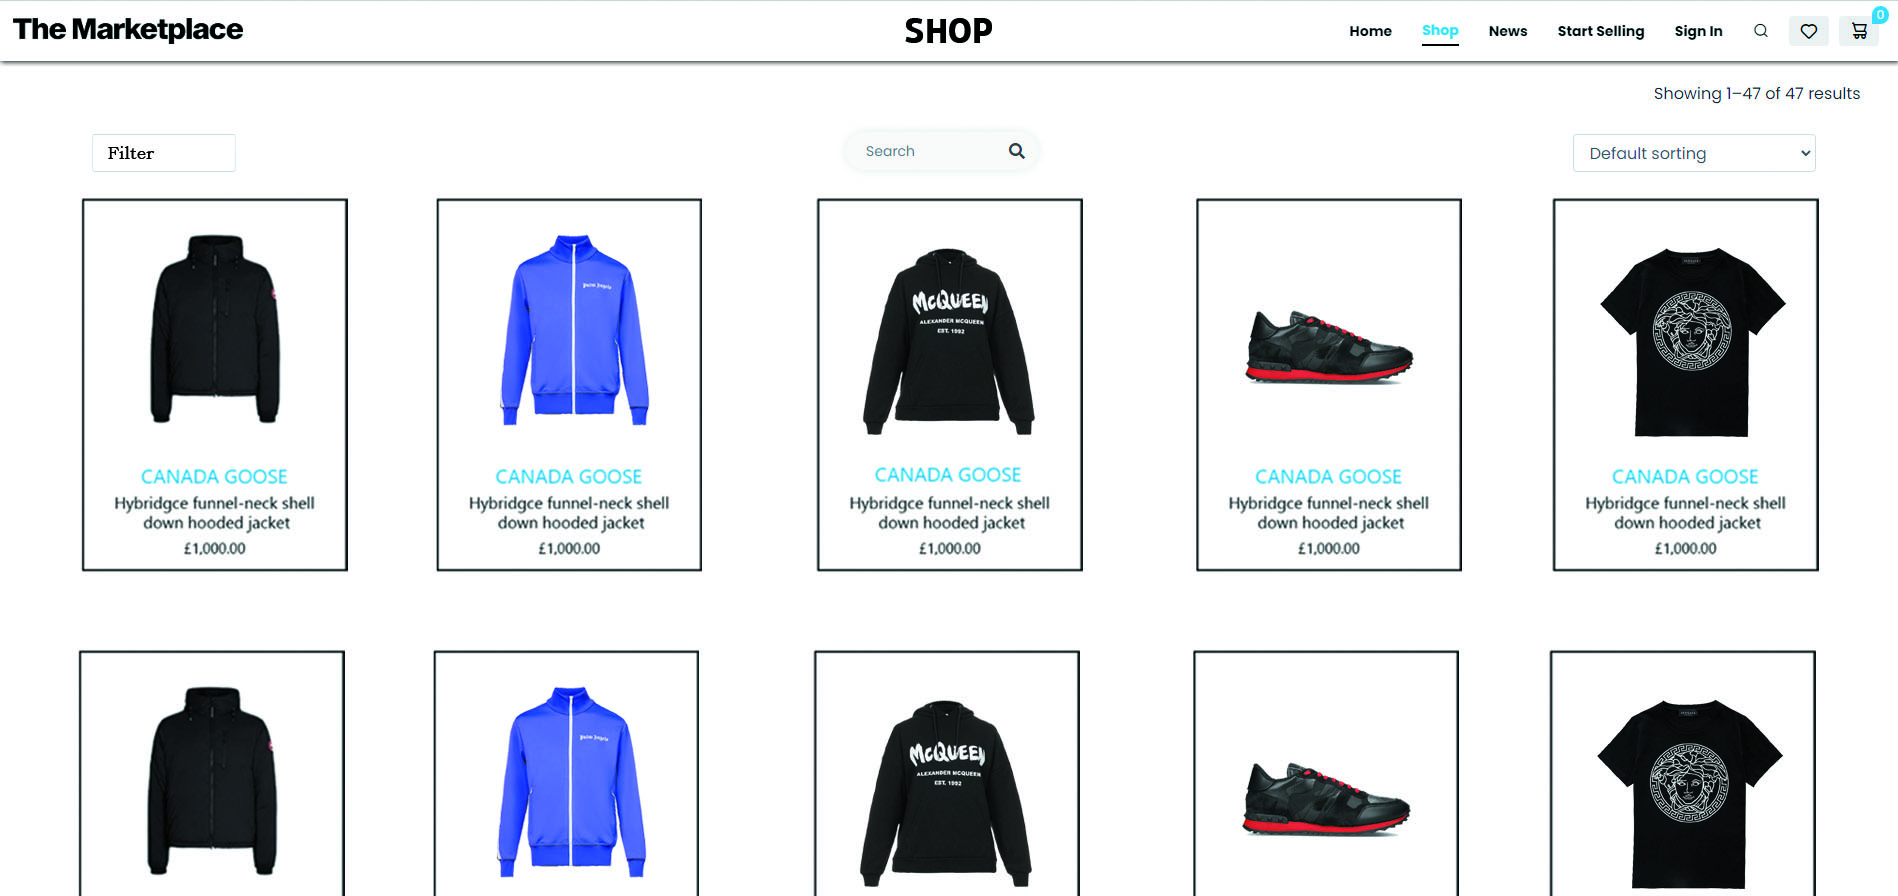 The Marketplace
SHOP
Home Shop News Start Selling Sign In 0
Showing 1–47 of 47 results
Filter
Search
Default sorting
Palm Angels
McQUEEN
ALEXANDER MCQUEEN
EST. 1992
CANADA GOOSE
Hybridgce funnel-neck shell
down hooded jacket
£1,000.00
CANADA GOOSE
Hybridgce funnel-neck shell
down hooded jacket
£1,000.00
CANADA GOOSE
Hybridgce funnel-neck shell
down hooded jacket
£1,000.00
CANADA GOOSE
Hybridgce funnel-neck shell
down hooded jacket
£1,000.00
CANADA GOOSE
Hybridgce funnel-neck shell
down hooded jacket
£1,000.00
Palm Angels
McQUEEN
ALEXANDER MCQUEEN
EST. 1992